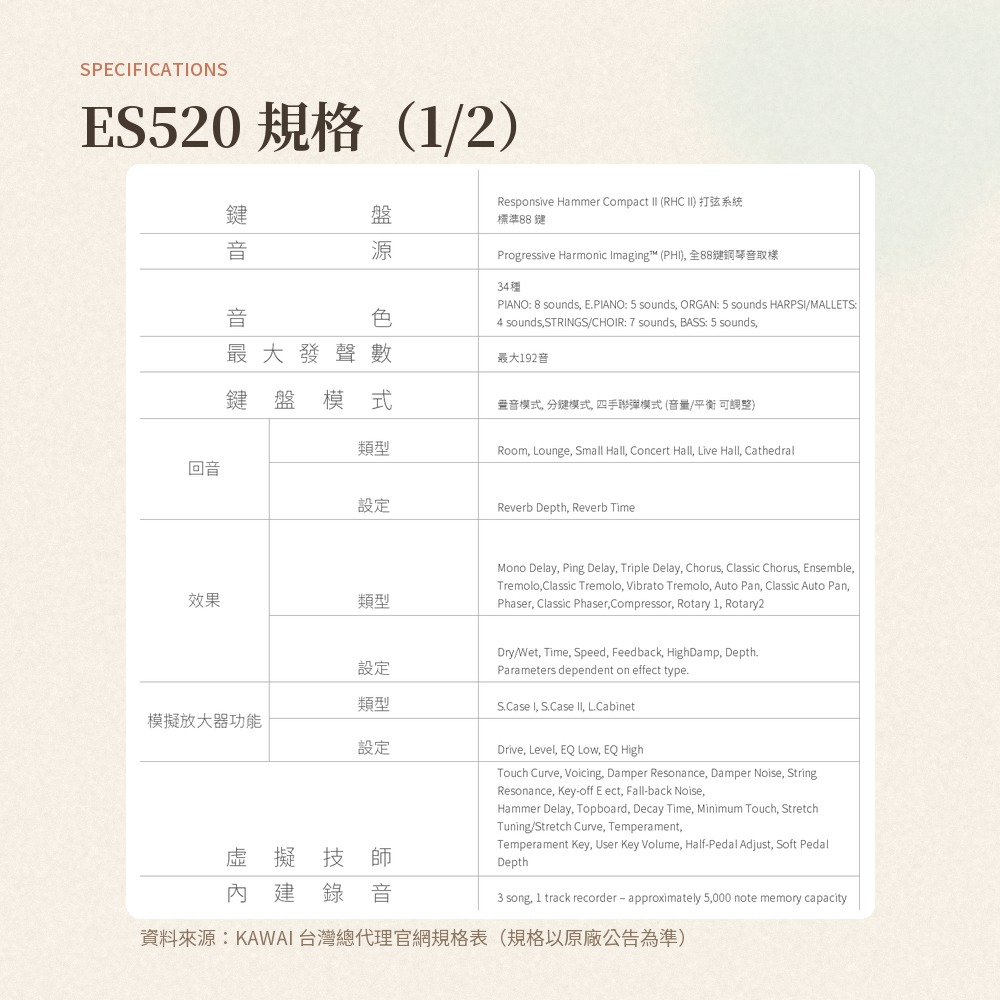 SPECIFICATIONS
ES520 規格（1/2）
鍵盤
Responsive Hammer Compact II (RHC II) 打弦系統
標準88 鍵
音源
Progressive Harmonic Imaging™ (PHI), 全88鍵鋼琴音取樣
音色
34種
PIANO: 8 sounds, E.PIANO: 5 sounds, ORGAN: 5 sounds HARPSI/MALLETS:
4 sounds,STRINGS/CHOIR: 7 sounds, BASS: 5 sounds,
最大發聲數
最大192音
鍵盤模式
疊音模式, 分鍵模式, 四手聯彈模式 (音量/平衡 可調整)
回音
類型
Room, Lounge, Small Hall, Concert Hall, Live Hall, Cathedral
設定
Reverb Depth, Reverb Time
效果
類型
Mono Delay, Ping Delay, Triple Delay, Chorus, Classic Chorus, Ensemble,
Tremolo,Classic Tremolo, Vibrato Tremolo, Auto Pan, Classic Auto Pan,
Phaser, Classic Phaser,Compressor, Rotary 1, Rotary2
設定
Dry/Wet, Time, Speed, Feedback, HighDamp, Depth.
Parameters dependent on effect type.
模擬放大器功能
類型
S.Case I, S.Case II, L.Cabinet
設定
Drive, Level, EQ Low, EQ High
虛擬技師
Touch Curve, Voicing, Damper Resonance, Damper Noise, String
Resonance, Key-off E ect, Fall-back Noise,
Hammer Delay, Topboard, Decay Time, Minimum Touch, Stretch
Tuning/Stretch Curve, Temperament,
Temperament Key, User Key Volume, Half-Pedal Adjust, Soft Pedal
Depth
內建錄音
3 song, 1 track recorder – approximately 5,000 note memory capacity
資料來源：KAWAI 台灣總代理官網規格表（規格以原廠公告為準）